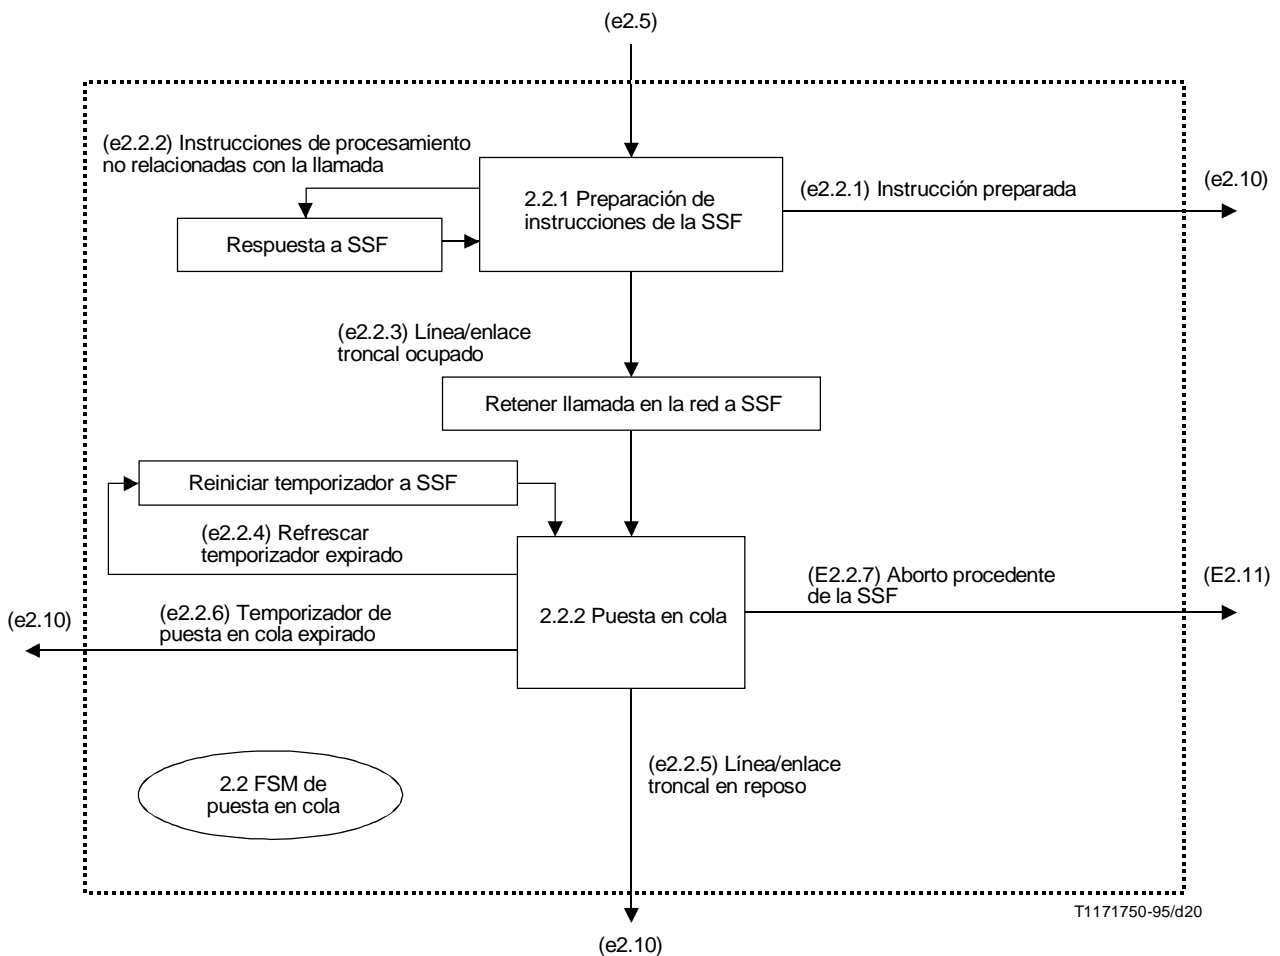 (e2.5)
(e2.2.2) Instrucciones de procesamiento
no relacionadas con la llamada
2.2.1 Preparación de
instrucciones de la SSF
(e2.2.1) Instrucción preparada
(e2.10)
Respuesta a SSF
(e2.2.3) Línea/enlace
troncal ocupado
Retener llamada en la red a SSF
Reiniciar temporizador a SSF
(e2.2.4) Refrescar
temporizador expirado
(e2.10)
(e2.2.6) Temporizador de
puesta en cola expirado
2.2.2 Puesta en cola
(E2.2.7) Aborto procedente
de la SSF
(E2.11)
(e2.2.5) Línea/enlace
troncal en reposo
2.2 FSM de
puesta en cola
T1171750-95/d20
(e2.10)